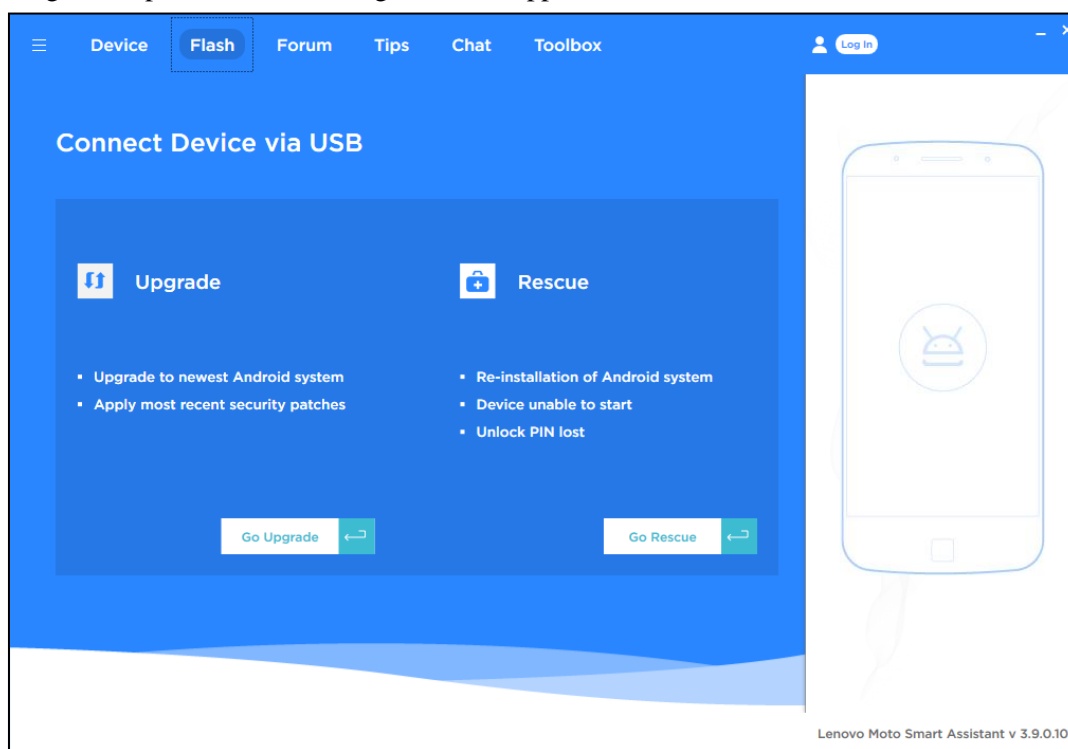 Device Flash Forum Tips Chat Toolbox Log In
Connect Device via USB
Upgrade
Upgrade to newest Android system
Apply most recent security patches
Go Upgrade
Rescue
Re-installation of Android system
Device unable to start
Unlock PIN lost
Go Rescue
Lenovo Moto Smart Assistant v 3.9.0.10